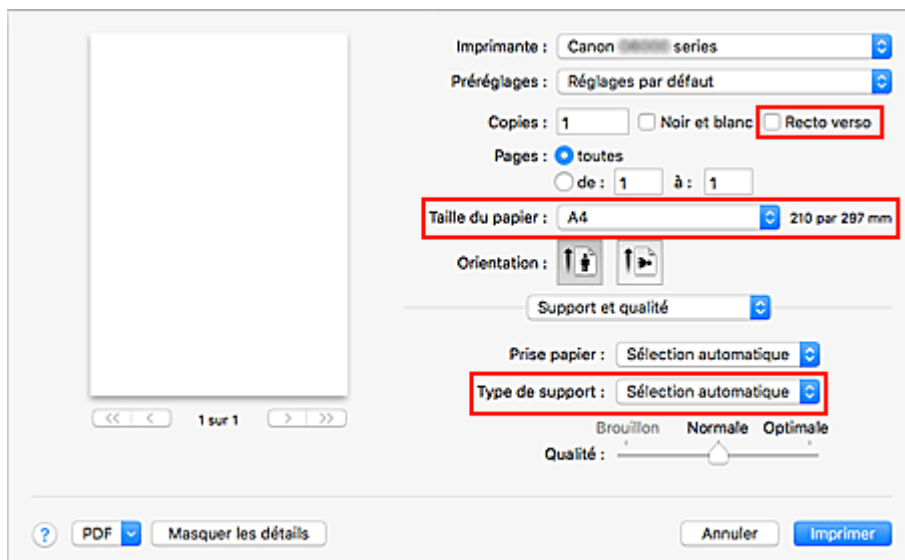 Imprimante : Canon series
Préréglages : Réglages par défaut
Copies : 1 Noir et blanc Recto verso
Pages : toutes
de : 1 à : 1
Taille du papier : A4 210 par 297 mm
Orientation :
Support et qualité
Prise papier : Sélection automatique
Type de support : Sélection automatique
Brouillon Normale Optimale
Qualité :
<< < 1 sur 1 > >>
? PDF Masquer les détails Annuler Imprimer